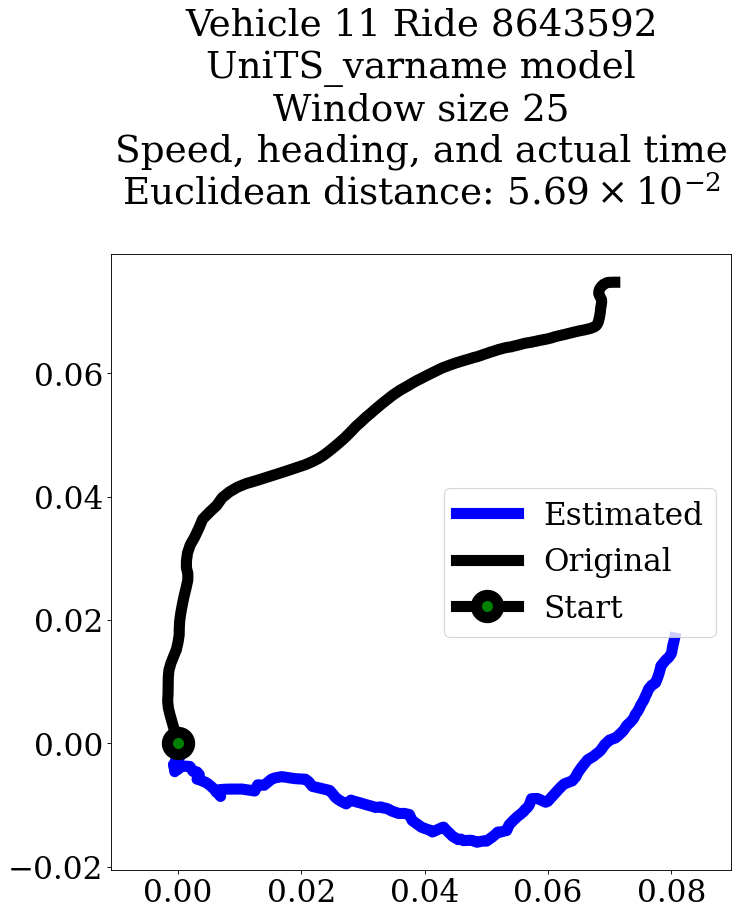 Vehicle 11 Ride 8643592
UniTS_varname model
Window size 25
Speed, heading, and actual time
Euclidean distance: 5.69 × 10⁻²
0.06
0.04
Estimated
Original
Start
0.02
0.00
−0.02
0.00 0.02 0.04 0.06 0.08